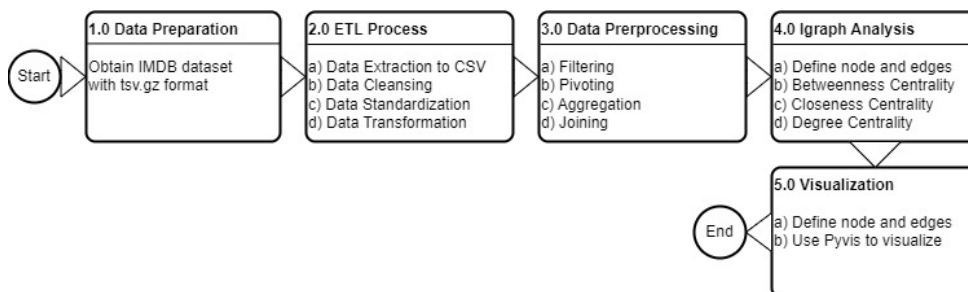 Start
1.0 Data Preparation
Obtain IMDB dataset
with tsv.gz format
2.0 ETL Process
a) Data Extraction to CSV
b) Data Cleansing
c) Data Standardization
d) Data Transformation
3.0 Data Prerprocessing
a) Filtering
b) Pivoting
c) Aggregation
d) Joining
4.0 Igraph Analysis
a) Define node and edges
b) Betweenness Centrality
c) Closeness Centrality
d) Degree Centrality
5.0 Visualization
a) Define node and edges
b) Use Pyvis to visualize
End